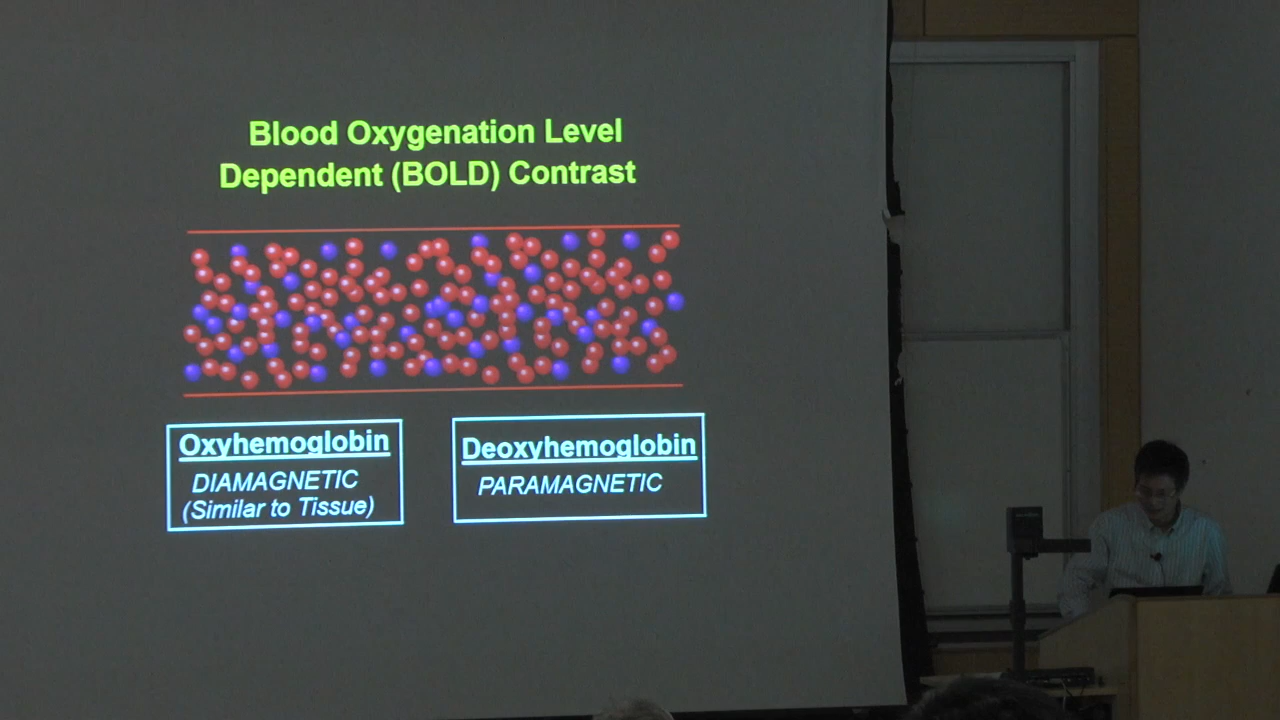 Blood Oxygenation Level
Dependent (BOLD) Contrast
Oxyhemoglobin
DIAMAGNETIC
(Similar to Tissue)
Deoxyhemoglobin
PARAMAGNETIC